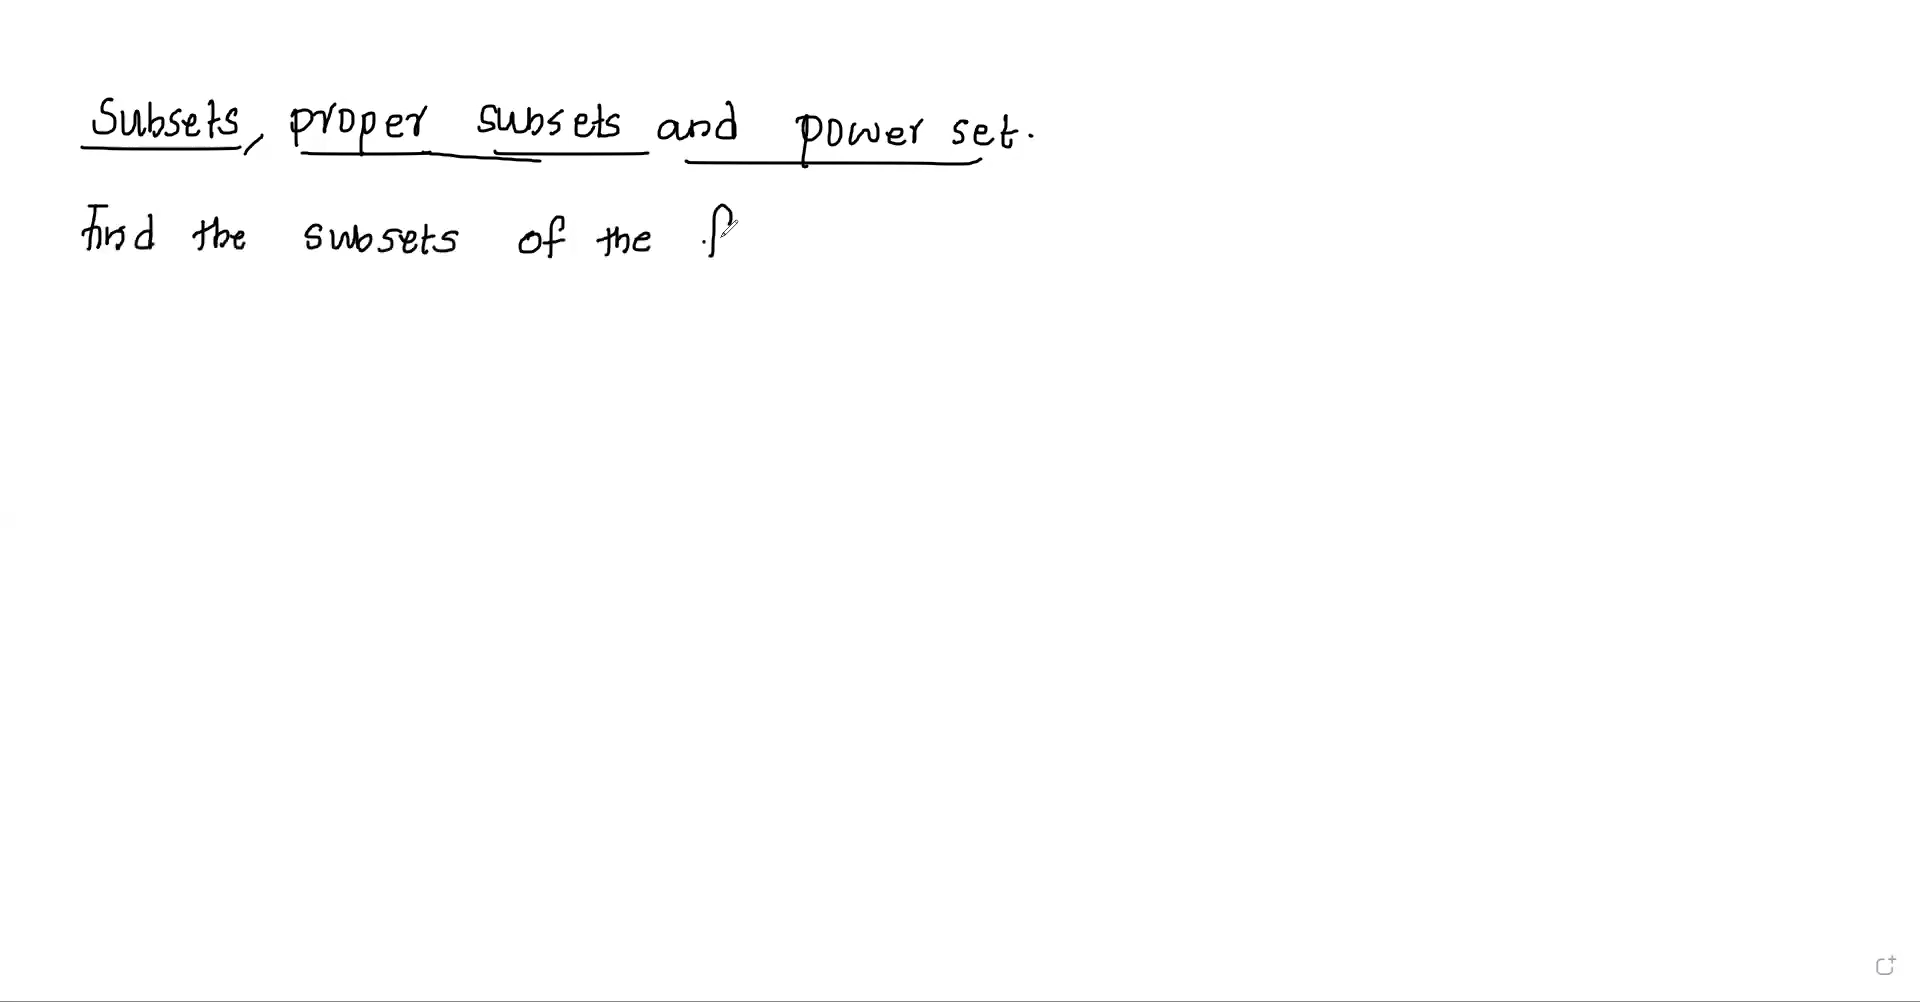 Subsets, proper subsets and power set.
Find the subsets of the f